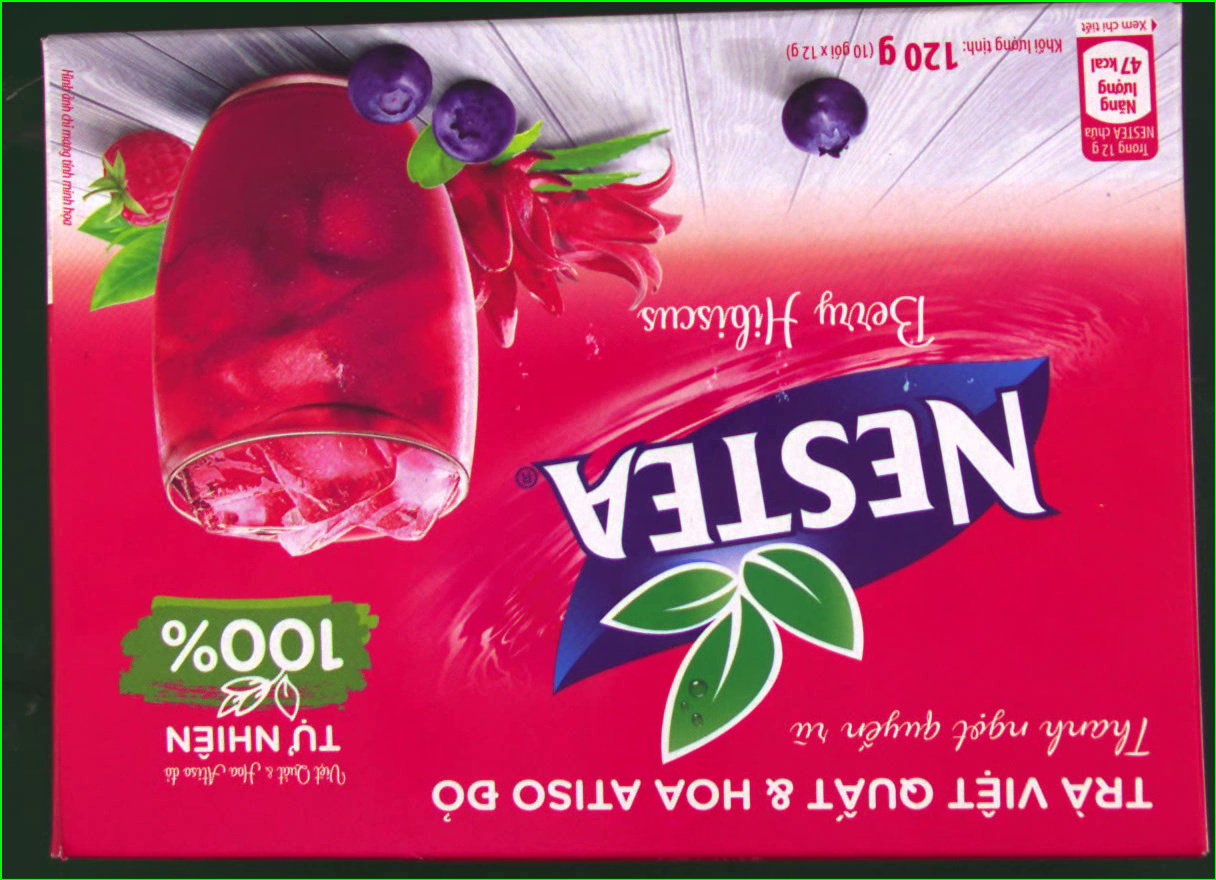 TRÀ VIỆT QUẤT & HOA ATISO ĐỎ
Thanh ngọt quyến rũ
NESTEA®
Berry Hibiscus
Việt Quất & Hoa Atiso đỏ
TỰ NHIÊN
100%
Trong 12 g
NESTEA chứa
Năng
lượng
47 kcal
Xem chi tiết
Khối lượng tịnh: 120 g (10 gói x 12 g)
Hình ảnh chỉ mang tính minh họa